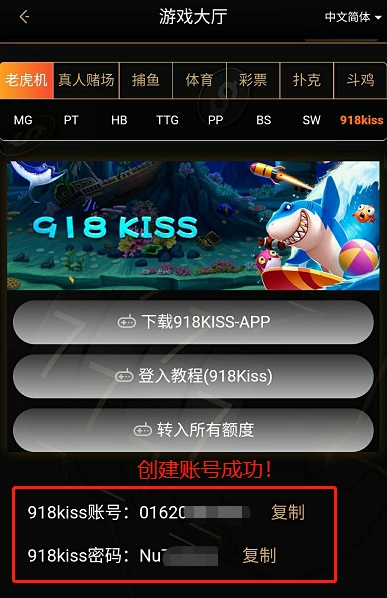 游戏大厅 中文简体
老虎机 真人赌场 捕鱼 体育 彩票 扑克 斗鸡
MG PT HB TTG PP BS SW 918kiss
918 KISS
下载918KISS-APP
登入教程(918Kiss)
转入所有额度
创建账号成功！
918kiss账号：01620 复制
918kiss密码：Nu 复制